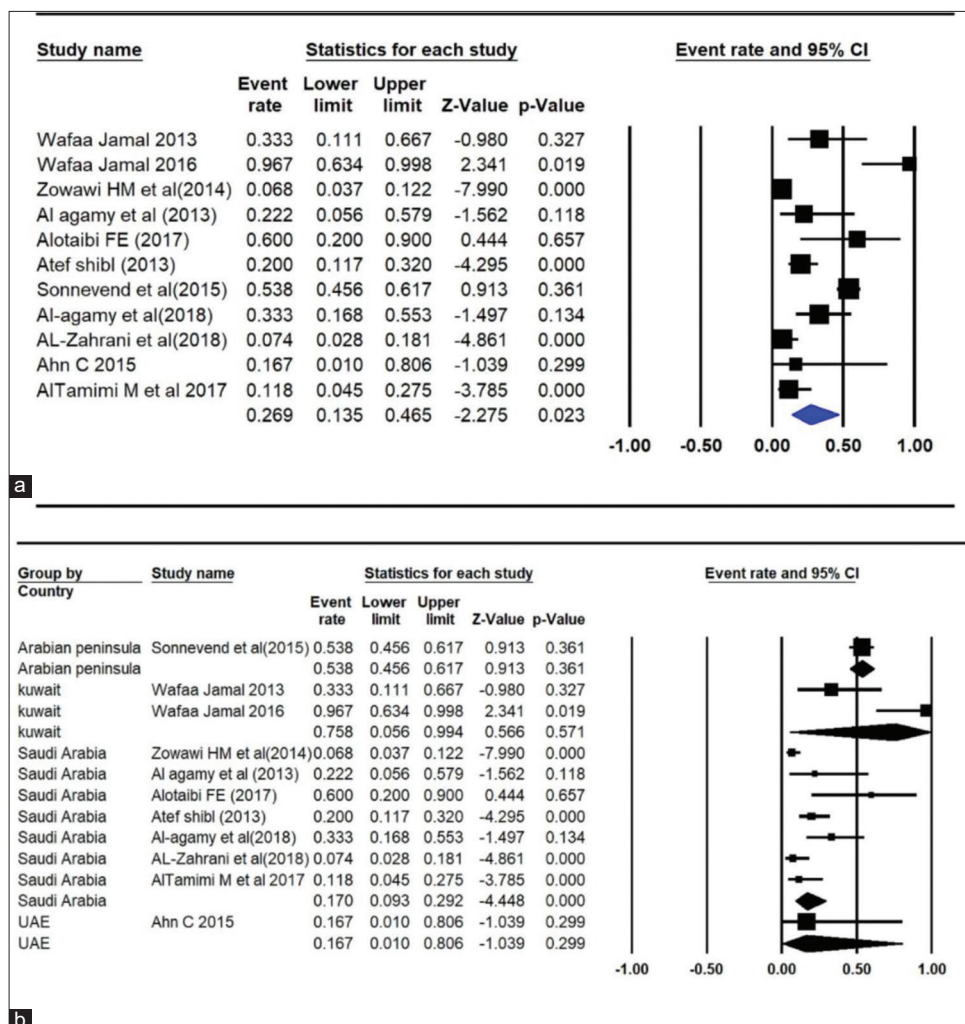 Study name Statistics for each study Event rate and 95% CI
Event Lower Upper
rate limit limit Z-Value p-Value
Wafaa Jamal 2013 0.333 0.111 0.667 -0.980 0.327
Wafaa Jamal 2016 0.967 0.634 0.998 2.341 0.019
Zowawi HM et al(2014) 0.068 0.037 0.122 -7.990 0.000
Al agamy et al (2013) 0.222 0.056 0.579 -1.562 0.118
Alotaibi FE (2017) 0.600 0.200 0.900 0.444 0.657
Atef shibl (2013) 0.200 0.117 0.320 -4.295 0.000
Sonnevend et al(2015) 0.538 0.456 0.617 0.913 0.361
Al-agamy et al(2018) 0.333 0.168 0.553 -1.497 0.134
AL-Zahrani et al(2018) 0.074 0.028 0.181 -4.861 0.000
Ahn C 2015 0.167 0.010 0.806 -1.039 0.299
AlTamimi M et al 2017 0.118 0.045 0.275 -3.785 0.000
0.269 0.135 0.465 -2.275 0.023
-1.00 -0.50 0.00 0.50 1.00
a
Group by Study name Statistics for each study Event rate and 95% CI
Country
Event Lower Upper
rate limit limit Z-Value p-Value
Arabian peninsula Sonnevend et al(2015) 0.538 0.456 0.617 0.913 0.361
Arabian peninsula 0.538 0.456 0.617 0.913 0.361
kuwait Wafaa Jamal 2013 0.333 0.111 0.667 -0.980 0.327
kuwait Wafaa Jamal 2016 0.967 0.634 0.998 2.341 0.019
kuwait 0.758 0.056 0.994 0.566 0.571
Saudi Arabia Zowawi HM et al(2014) 0.068 0.037 0.122 -7.990 0.000
Saudi Arabia Al agamy et al (2013) 0.222 0.056 0.579 -1.562 0.118
Saudi Arabia Alotaibi FE (2017) 0.600 0.200 0.900 0.444 0.657
Saudi Arabia Atef shibl (2013) 0.200 0.117 0.320 -4.295 0.000
Saudi Arabia Al-agamy et al(2018) 0.333 0.168 0.553 -1.497 0.134
Saudi Arabia AL-Zahrani et al(2018) 0.074 0.028 0.181 -4.861 0.000
Saudi Arabia AlTamimi M et al 2017 0.118 0.045 0.275 -3.785 0.000
Saudi Arabia 0.170 0.093 0.292 -4.448 0.000
UAE Ahn C 2015 0.167 0.010 0.806 -1.039 0.299
UAE 0.167 0.010 0.806 -1.039 0.299
-1.00 -0.50 0.00 0.50 1.00
b